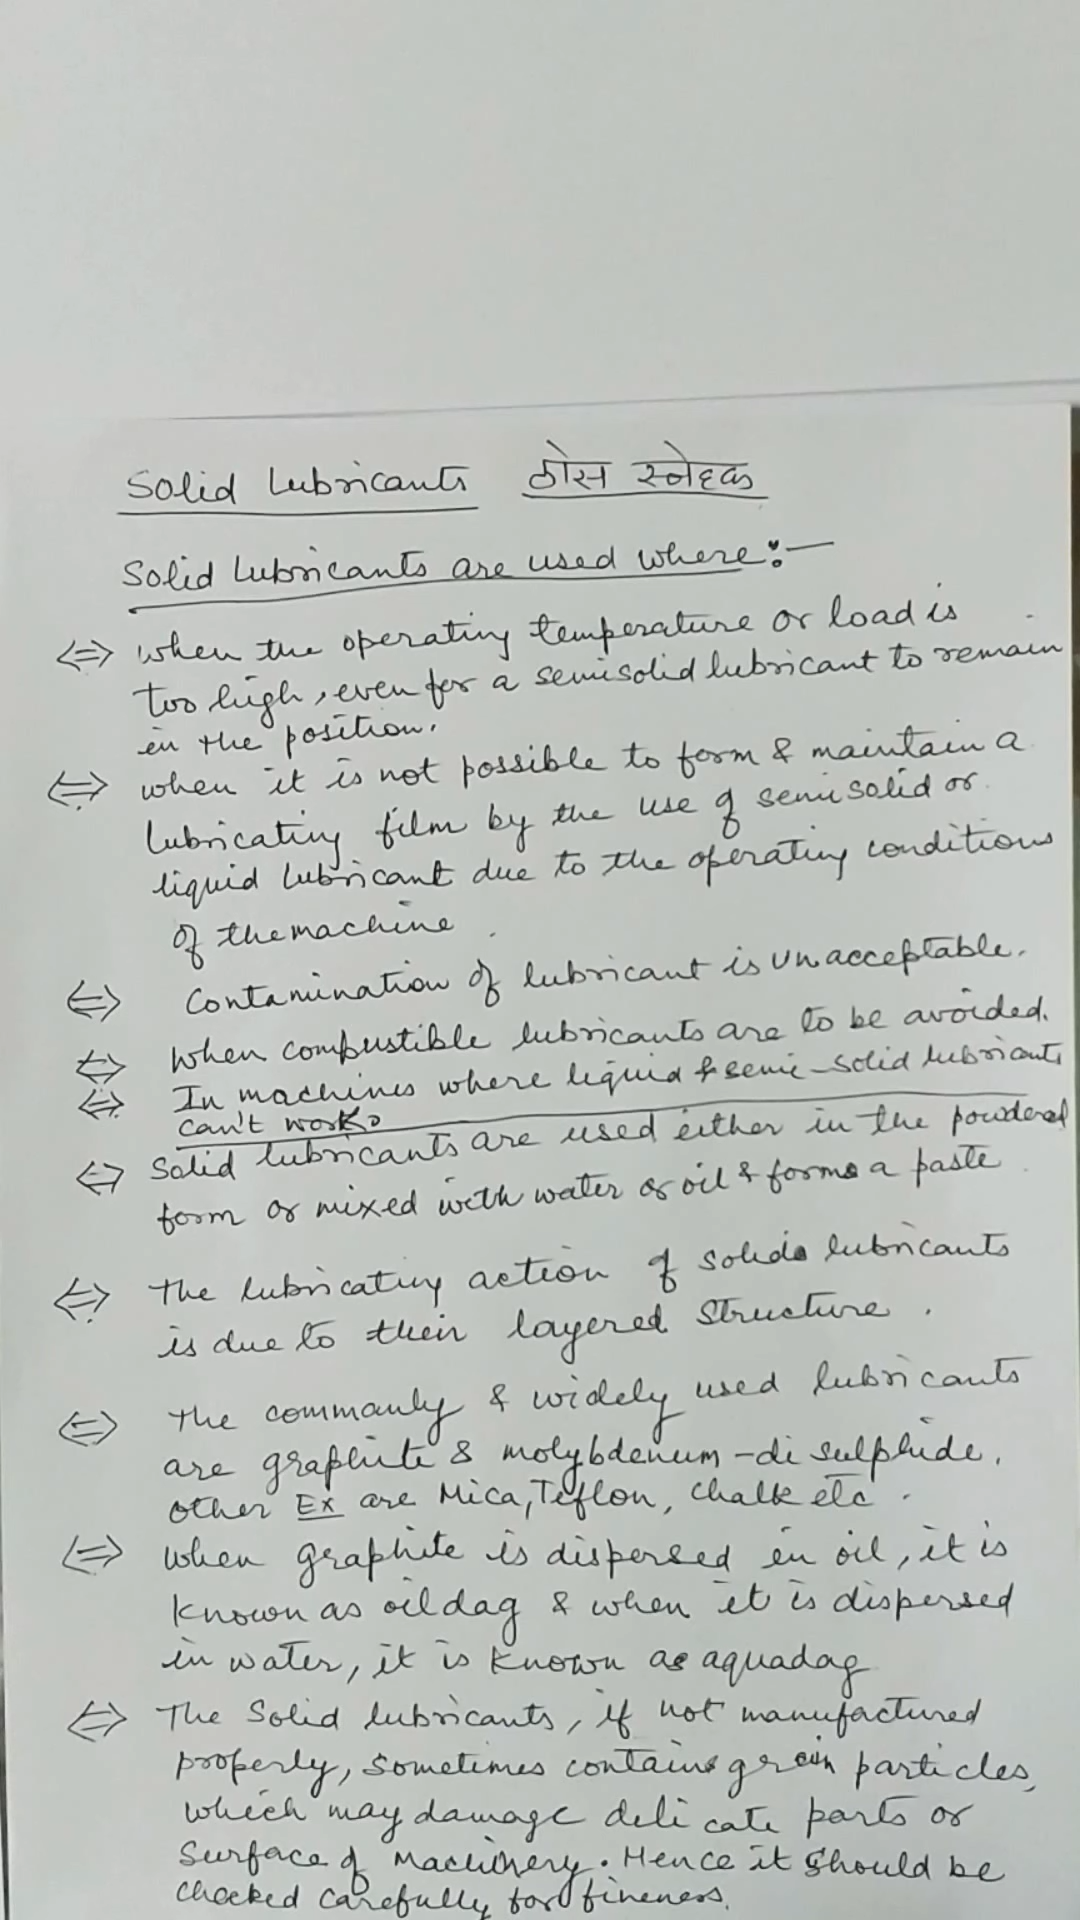 Solid Lubricants ठोस स्नेहक
Solid Lubricants are used where:—
⇔ when the operating temperature or load is
too high, even for a semisolid lubricant to remain
in the position.
⇔ when it is not possible to form & maintain a
lubricating film by the use of semisolid or
liquid lubricant due to the operating conditions
of the machine.
⇔ Contamination of lubricant is unacceptable.
⇔ When combustible lubricants are to be avoided.
⇔ In machines where liquid & semi-solid lubricants
can't work.
⇔ Solid lubricants are used either in the powdered
form or mixed with water or oil & forms a paste
⇔ The lubricating action of solids lubricants
is due to their layered structure.
⇔ The commanly & widely used lubricants
are graphite & molybdenum-di sulphide.
other Ex are Mica, Teflon, chalk etc.
⇔ when graphite is dispersed in oil, it is
known as oildag & when it is dispersed
in water, it is known as aquadag
⇔ The Solid lubricants, if not manufactured
properly, sometimes contains grain particles,
which may damage delicate parts or
surface of machinery. Hence it should be
checked carefully for fineness.